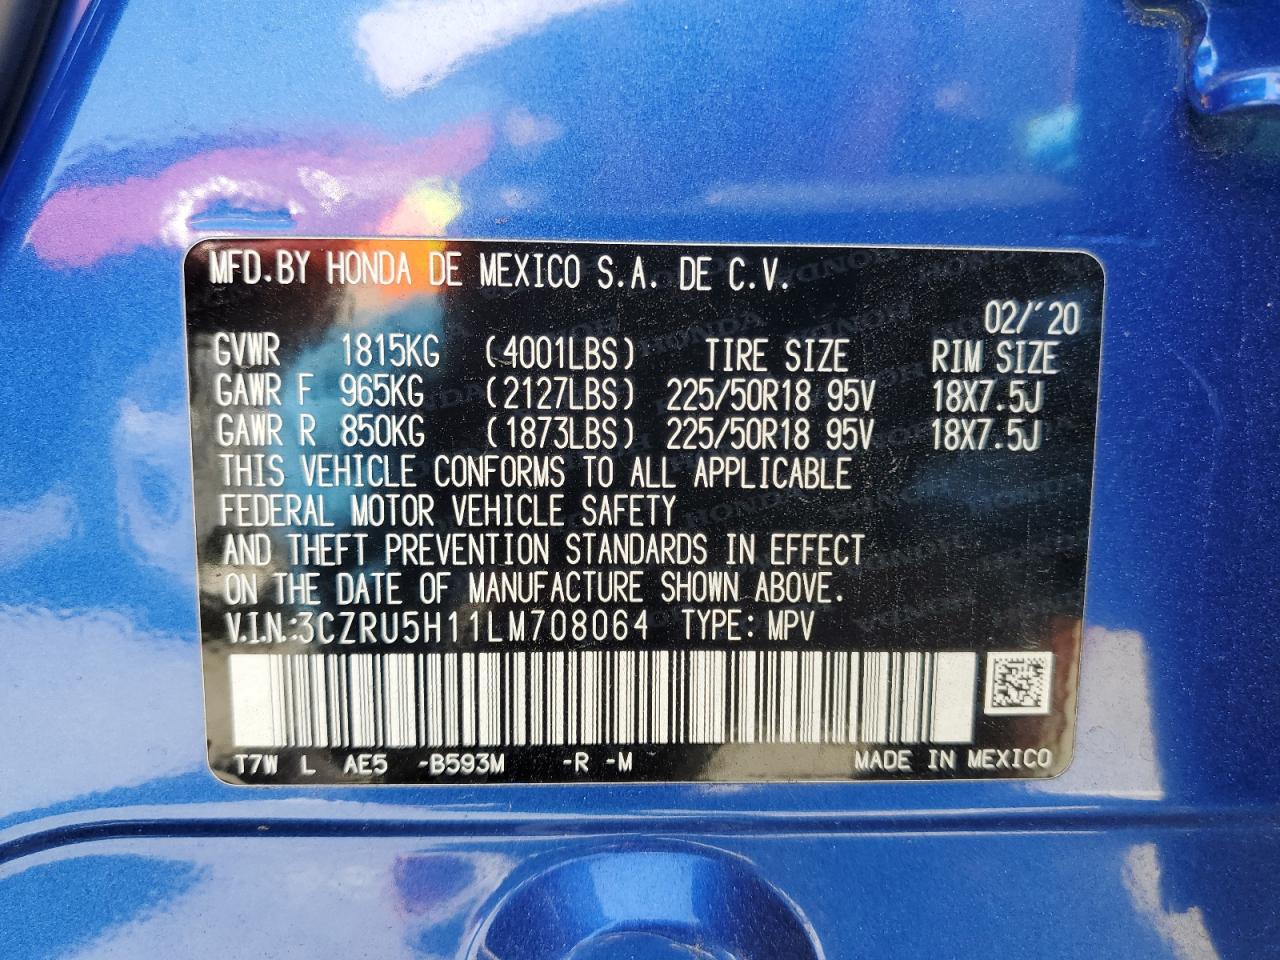 MFD.BY HONDA DE MEXICO S.A. DE C.V.
02/'20
GVWR 1815KG (4001LBS) TIRE SIZE RIM SIZE
GAWR F 965KG (2127LBS) 225/50R18 95V 18X7.5J
GAWR R 850KG (1873LBS) 225/50R18 95V 18X7.5J
THIS VEHICLE CONFORMS TO ALL APPLICABLE
FEDERAL MOTOR VEHICLE SAFETY
AND THEFT PREVENTION STANDARDS IN EFFECT
ON THE DATE OF MANUFACTURE SHOWN ABOVE.
V.I.N.:3CZRU5H11LM708064 TYPE: MPV
T7W L AE5 -B593M -R -M MADE IN MEXICO